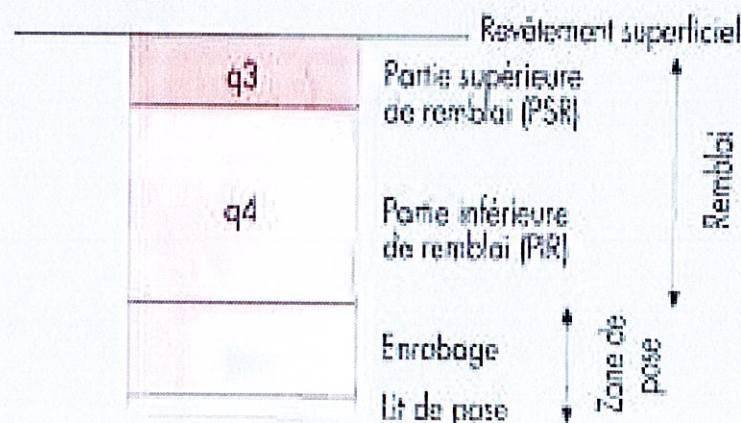 Revêtement superficiel
q3
Partie supérieure
de remblai (PSR)
q4
Partie inférieure
de remblai (PIR)
Remblai
Enrobage
Lit de pose
Zone de
pose